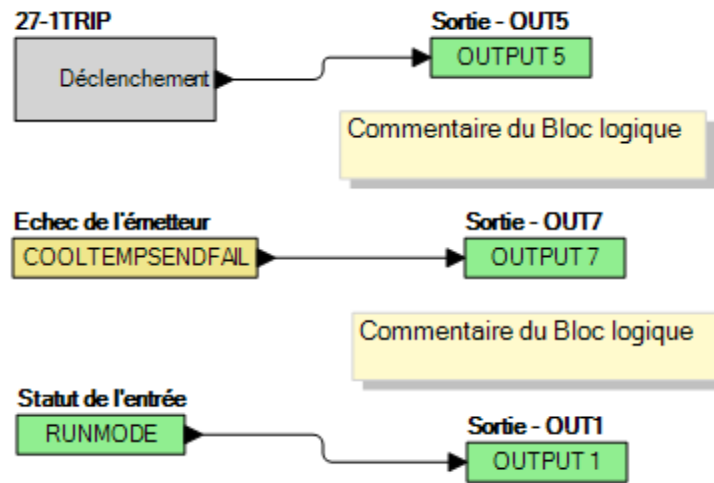 27-1TRIP
Sortie - OUT5
Déclenchement
OUTPUT 5
Commentaire du Bloc logique
Echec de l'émetteur
Sortie - OUT7
COOLTEMPSENDFAIL
OUTPUT 7
Commentaire du Bloc logique
Statut de l'entrée
RUNMODE
Sortie - OUT1
OUTPUT 1